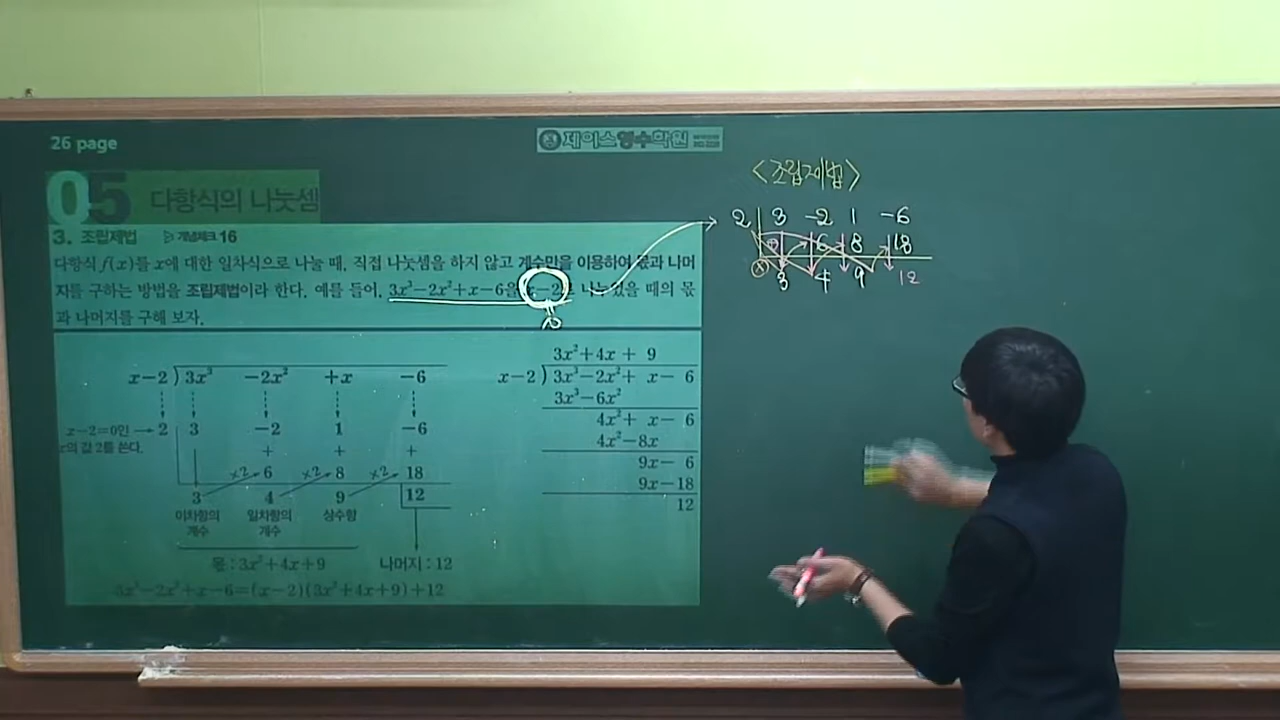 26 page
제이스영수학원
05 다항식의 나눗셈
3. 조립제법 ▷개념체크 16
다항식 f(x)를 x에 대한 일차식으로 나눌 때, 직접 나눗셈을 하지 않고 계수만을 이용하여 몫과 나머
지를 구하는 방법을 조립제법이라 한다. 예를 들어, 3x³−2x²+x−6을 x−2로 나누었을 때의 몫
과 나머지를 구해 보자.
2
x−2 ) 3x³ −2x² +x −6
x−2=0인 → 2 3 −2 1 −6
x의 값 2를 쓴다.
+ + +
×2 6 ×2 8 ×2 18
3 4 9 12
이차항의 계수 일차항의 계수 상수항
몫 : 3x²+4x+9 나머지 : 12
3x³−2x²+x−6=(x−2)(3x²+4x+9)+12
3x²+4x + 9
x−2 ) 3x³−2x²+ x− 6
3x³−6x²
4x²+ x− 6
4x²−8x
9x− 6
9x−18
12
<조립제법>
2 3 -2 1 -6
+ 6 8 18
× 3 4 9 12